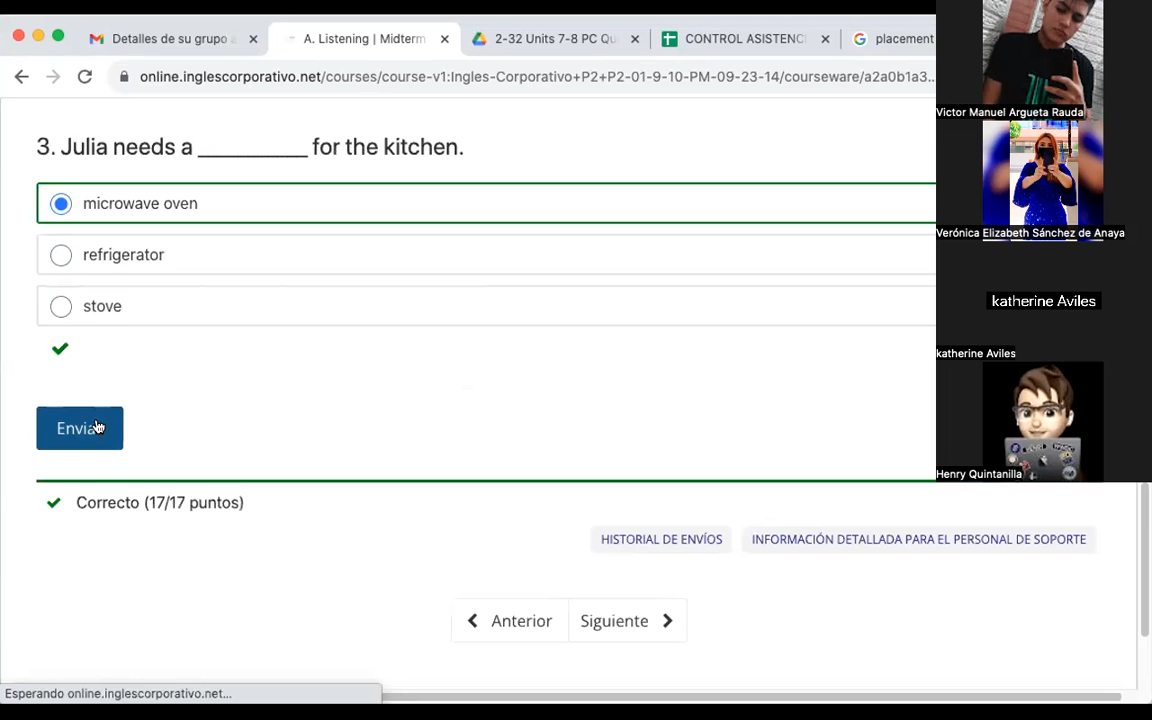 Detalles de su grupo
A. Listening | Midterm
2-32 Units 7-8 PC Qu
CONTROL ASISTENC
placement
online.inglescorporativo.net/courses/course-v1:Ingles-Corporativo+P2+P2-01-9-10-PM-09-23-14/courseware/a2a0b1a3...
3. Julia needs a __________ for the kitchen.
microwave oven
refrigerator
stove
Envia
Correcto (17/17 puntos)
HISTORIAL DE ENVÍOS
INFORMACIÓN DETALLADA PARA EL PERSONAL DE SOPORTE
Anterior
Siguiente
Esperando online.inglescorporativo.net...
Victor Manuel Argueta Rauda
Verónica Elizabeth Sánchez de Anaya
katherine Aviles
katherine Aviles
Henry Quintanilla